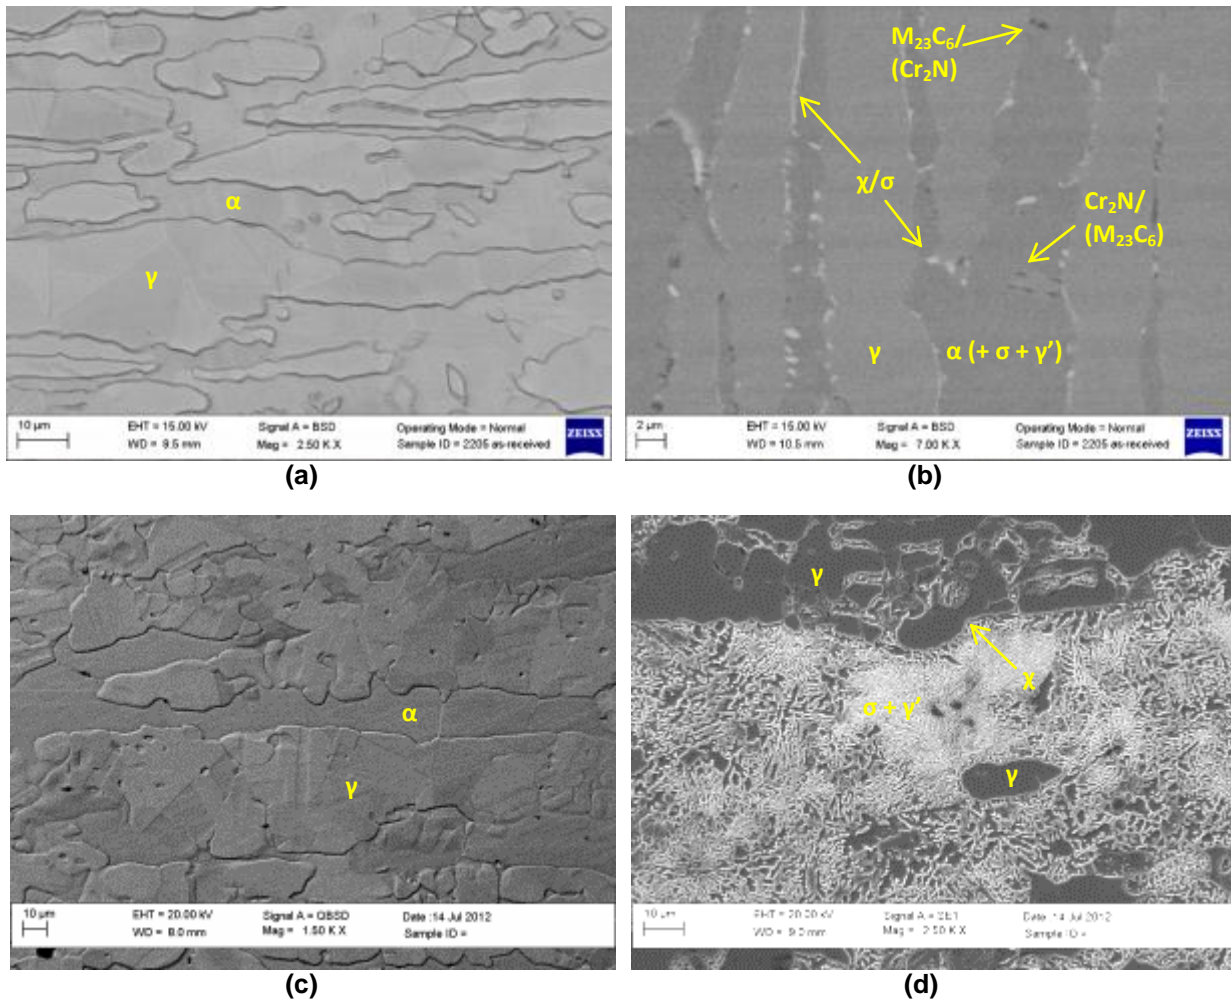 α
γ
10 µm
EHT = 15.00 kV
Signal A = BSD
Operating Mode = Normal
WD = 9.5 mm
Mag = 2.50 K X
Sample ID = 2205 as-received
ZEISS
(a)
M₂₃C₆/
(Cr₂N)
χ/σ
Cr₂N/
(M₂₃C₆)
γ
α (+ σ + γ')
2 µm
EHT = 15.00 kV
Signal A = BSD
Operating Mode = Normal
WD = 10.5 mm
Mag = 7.00 K X
Sample ID = 2205 as-received
ZEISS
(b)
α
γ
10 µm
EHT = 20.00 kV
Signal A = QBSD
Date :14 Jul 2012
WD = 8.0 mm
Mag = 1.50 K X
Sample ID =
(c)
γ
χ
σ + γ'
γ
10 µm
EHT = 20.00 kV
Signal A = SE1
Date :14 Jul 2012
WD = 9.0 mm
Mag = 2.50 K X
Sample ID =
(d)